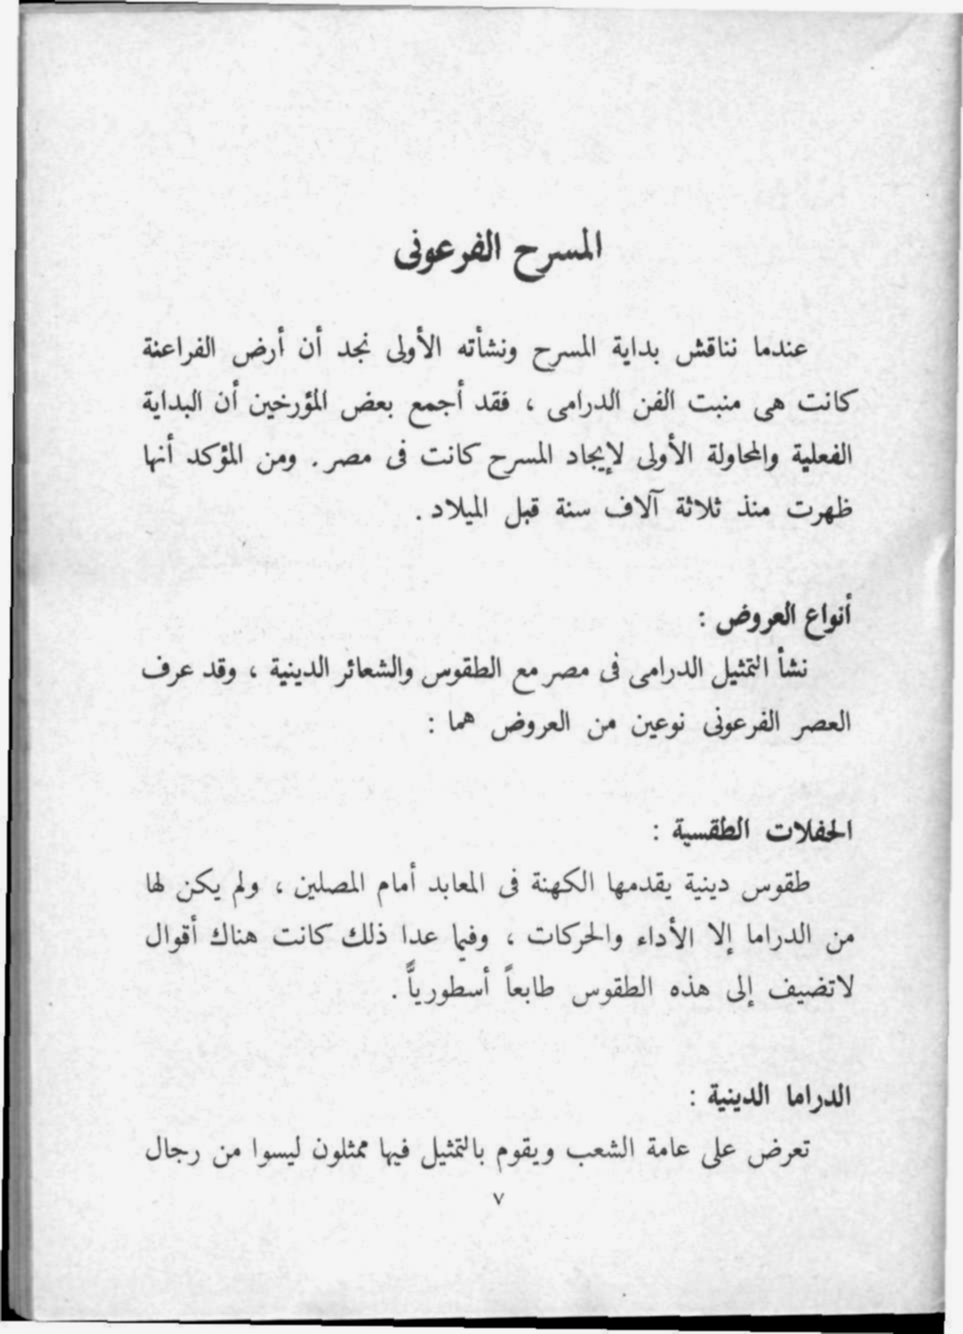 المسرح الفرعونى
عندما نناقش بداية المسرح ونشأته الأولى نجد أن أرض الفراعنة
كانت هى منبت الفن الدرامى ، فقد أجمع بعض المؤرخين أن البداية
الفعلية والمحاولة الأولى لإيجاد المسرح كانت فى مصر . ومن المؤكد أنها
ظهرت منذ ثلاثة آلاف سنة قبل الميلاد .
أنواع العروض :
نشأ التمثيل الدرامى فى مصر مع الطقوس والشعائر الدينية ، وقد عرف
العصر الفرعونى نوعين من العروض هما :
الحفلات الطقسية :
طقوس دينية يقدمها الكهنة فى المعابد أمام المصلين ، ولم يكن لها
من الدراما إلا الأداء والحركات ، وفيما عدا ذلك كانت هناك أقوال
لاتضيف إلى هذه الطقوس طابعاً أسطورياً .
الدراما الدينية :
تعرض على عامة الشعب ويقوم بالتمثيل فيها ممثلون ليسوا من رجال
٧